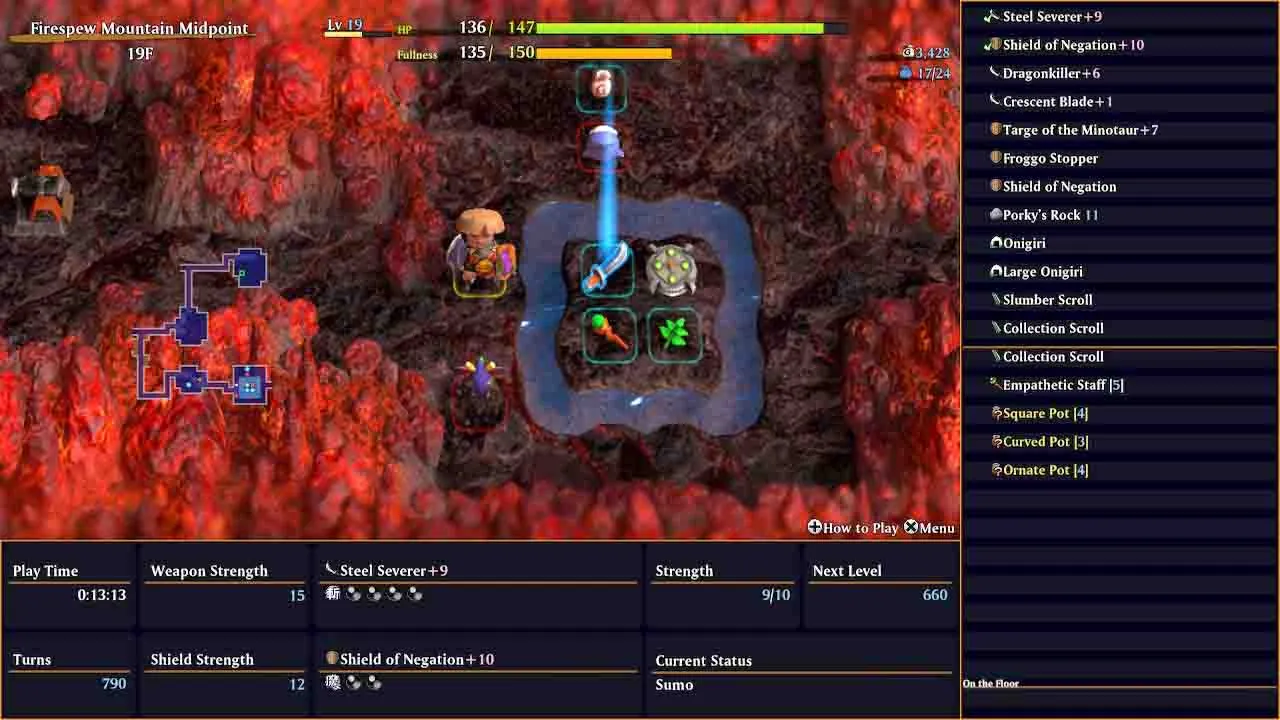 Firespew Mountain Midpoint
19F
Lv 19
HP 136/ 147
Fullness 135/ 150
3,428
17/24
Steel Severer+9
Shield of Negation+10
Dragonkiller+6
Crescent Blade+1
Targe of the Minotaur+7
Froggo Stopper
Shield of Negation
Porky's Rock 11
Onigiri
Large Onigiri
Slumber Scroll
Collection Scroll
Collection Scroll
Empathetic Staff [5]
Square Pot [4]
Curved Pot [3]
Ornate Pot [4]
On the Floor
How to Play Menu
Play Time
0:13:13
Weapon Strength
15
Steel Severer+9
斬
Strength
9/10
Next Level
660
Turns
790
Shield Strength
12
Shield of Negation+10
Current Status
Sumo